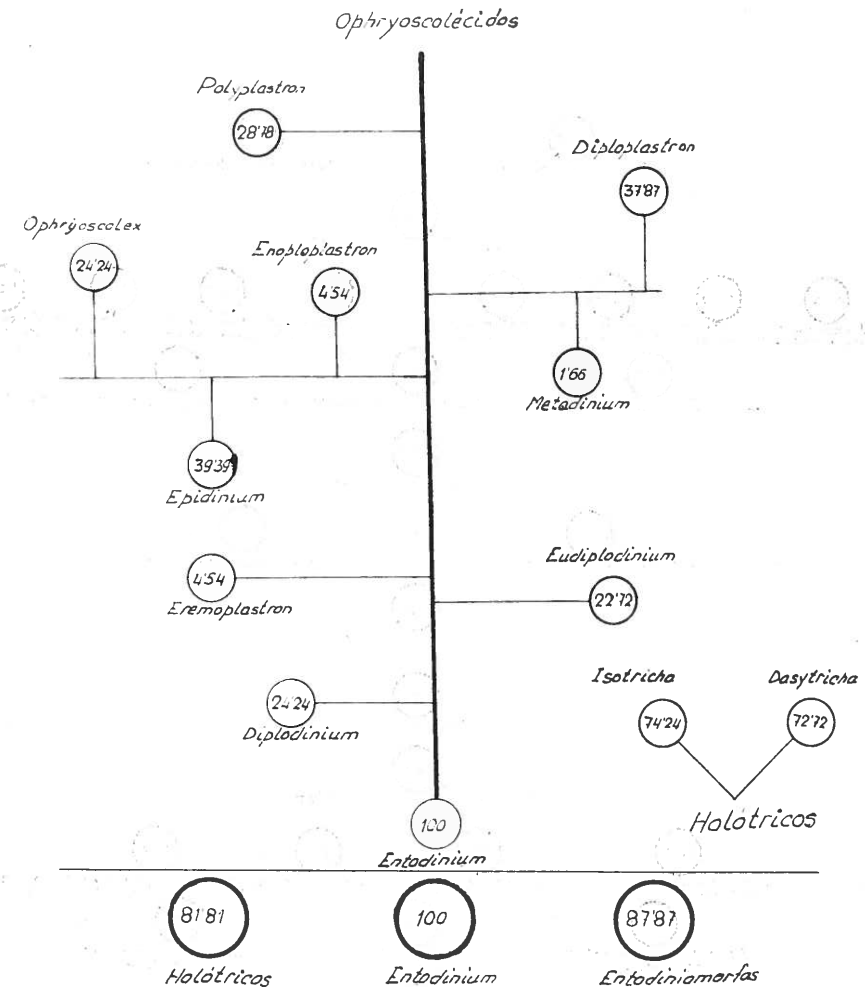 Ophryoscolécidos
Polyplastron
28'78
Diploplastron
37'87
Ophryoscolex
24'24
Enoploplastron
4'54
1'66
Metadinium
39'39
Epidinium
Eudiplodinium
4'54
22'72
Eremoplastron
Isotricha
Dasytricha
24'24
74'24
72'72
Diplodinium
100
Holótricos
Entodinium
81'81
100
87'87
Holótricos
Entodinium
Entodiniomorfas